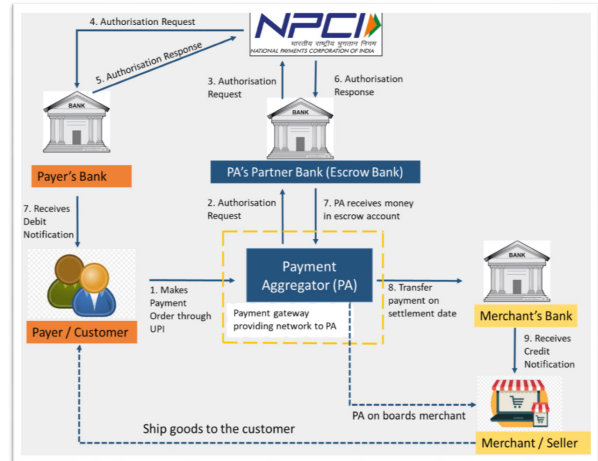 4. Authorisation Request
NPCI
भारतीय राष्ट्रीय भुगतान निगम
NATIONAL PAYMENTS CORPORATION OF INDIA
5. Authorisation Response
3. Authorisation
Request
6. Authorisation
Response
BANK
Payer's Bank
BANK
PA's Partner Bank (Escrow Bank)
7. Receives
Debit
Notification
2. Authorisation
Request
7. PA receives money
in escrow account
Payer / Customer
1. Makes
Payment
Order through
UPI
Payment
Aggregator (PA)
Payment gateway
providing network to PA
8. Transfer
payment on
settlement date
BANK
Merchant's Bank
9. Receives
Credit
Notification
PA on boards merchant
Ship goods to the customer
Merchant / Seller